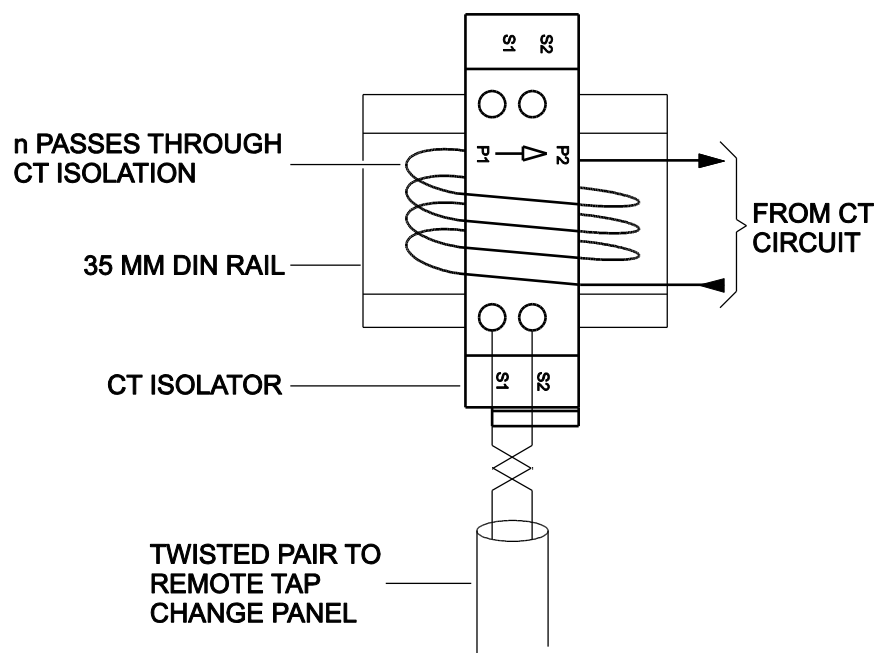 S1 S2
n PASSES THROUGH
CT ISOLATION
P1 P2
FROM CT
CIRCUIT
35 MM DIN RAIL
CT ISOLATOR
S1 S2
TWISTED PAIR TO
REMOTE TAP
CHANGE PANEL